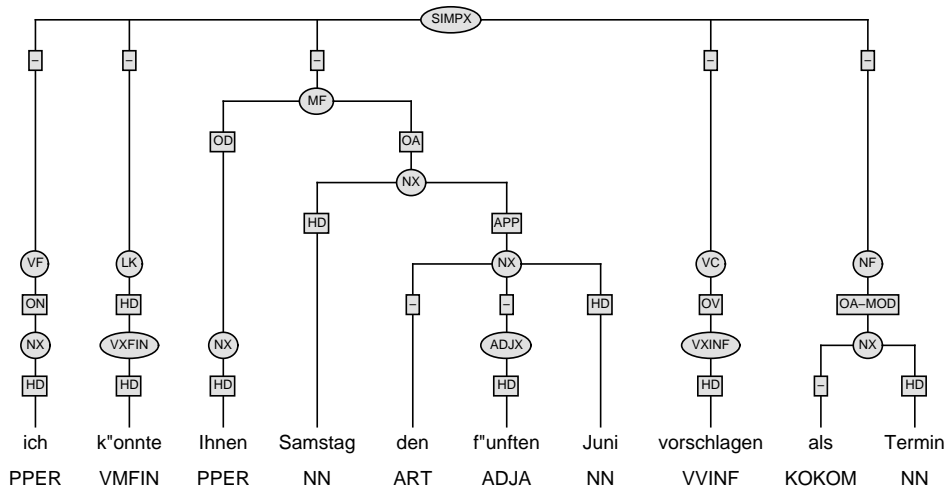 SIMPX
– – – – –
MF
OD OA
NX
HD APP
VF LK NX VC NF
ON HD – – HD OV OA–MOD
NX VXFIN NX ADJX VXINF NX
HD HD HD HD HD – HD
ich k"onnte Ihnen Samstag den f"unften Juni vorschlagen als Termin
PPER VMFIN PPER NN ART ADJA NN VVINF KOKOM NN